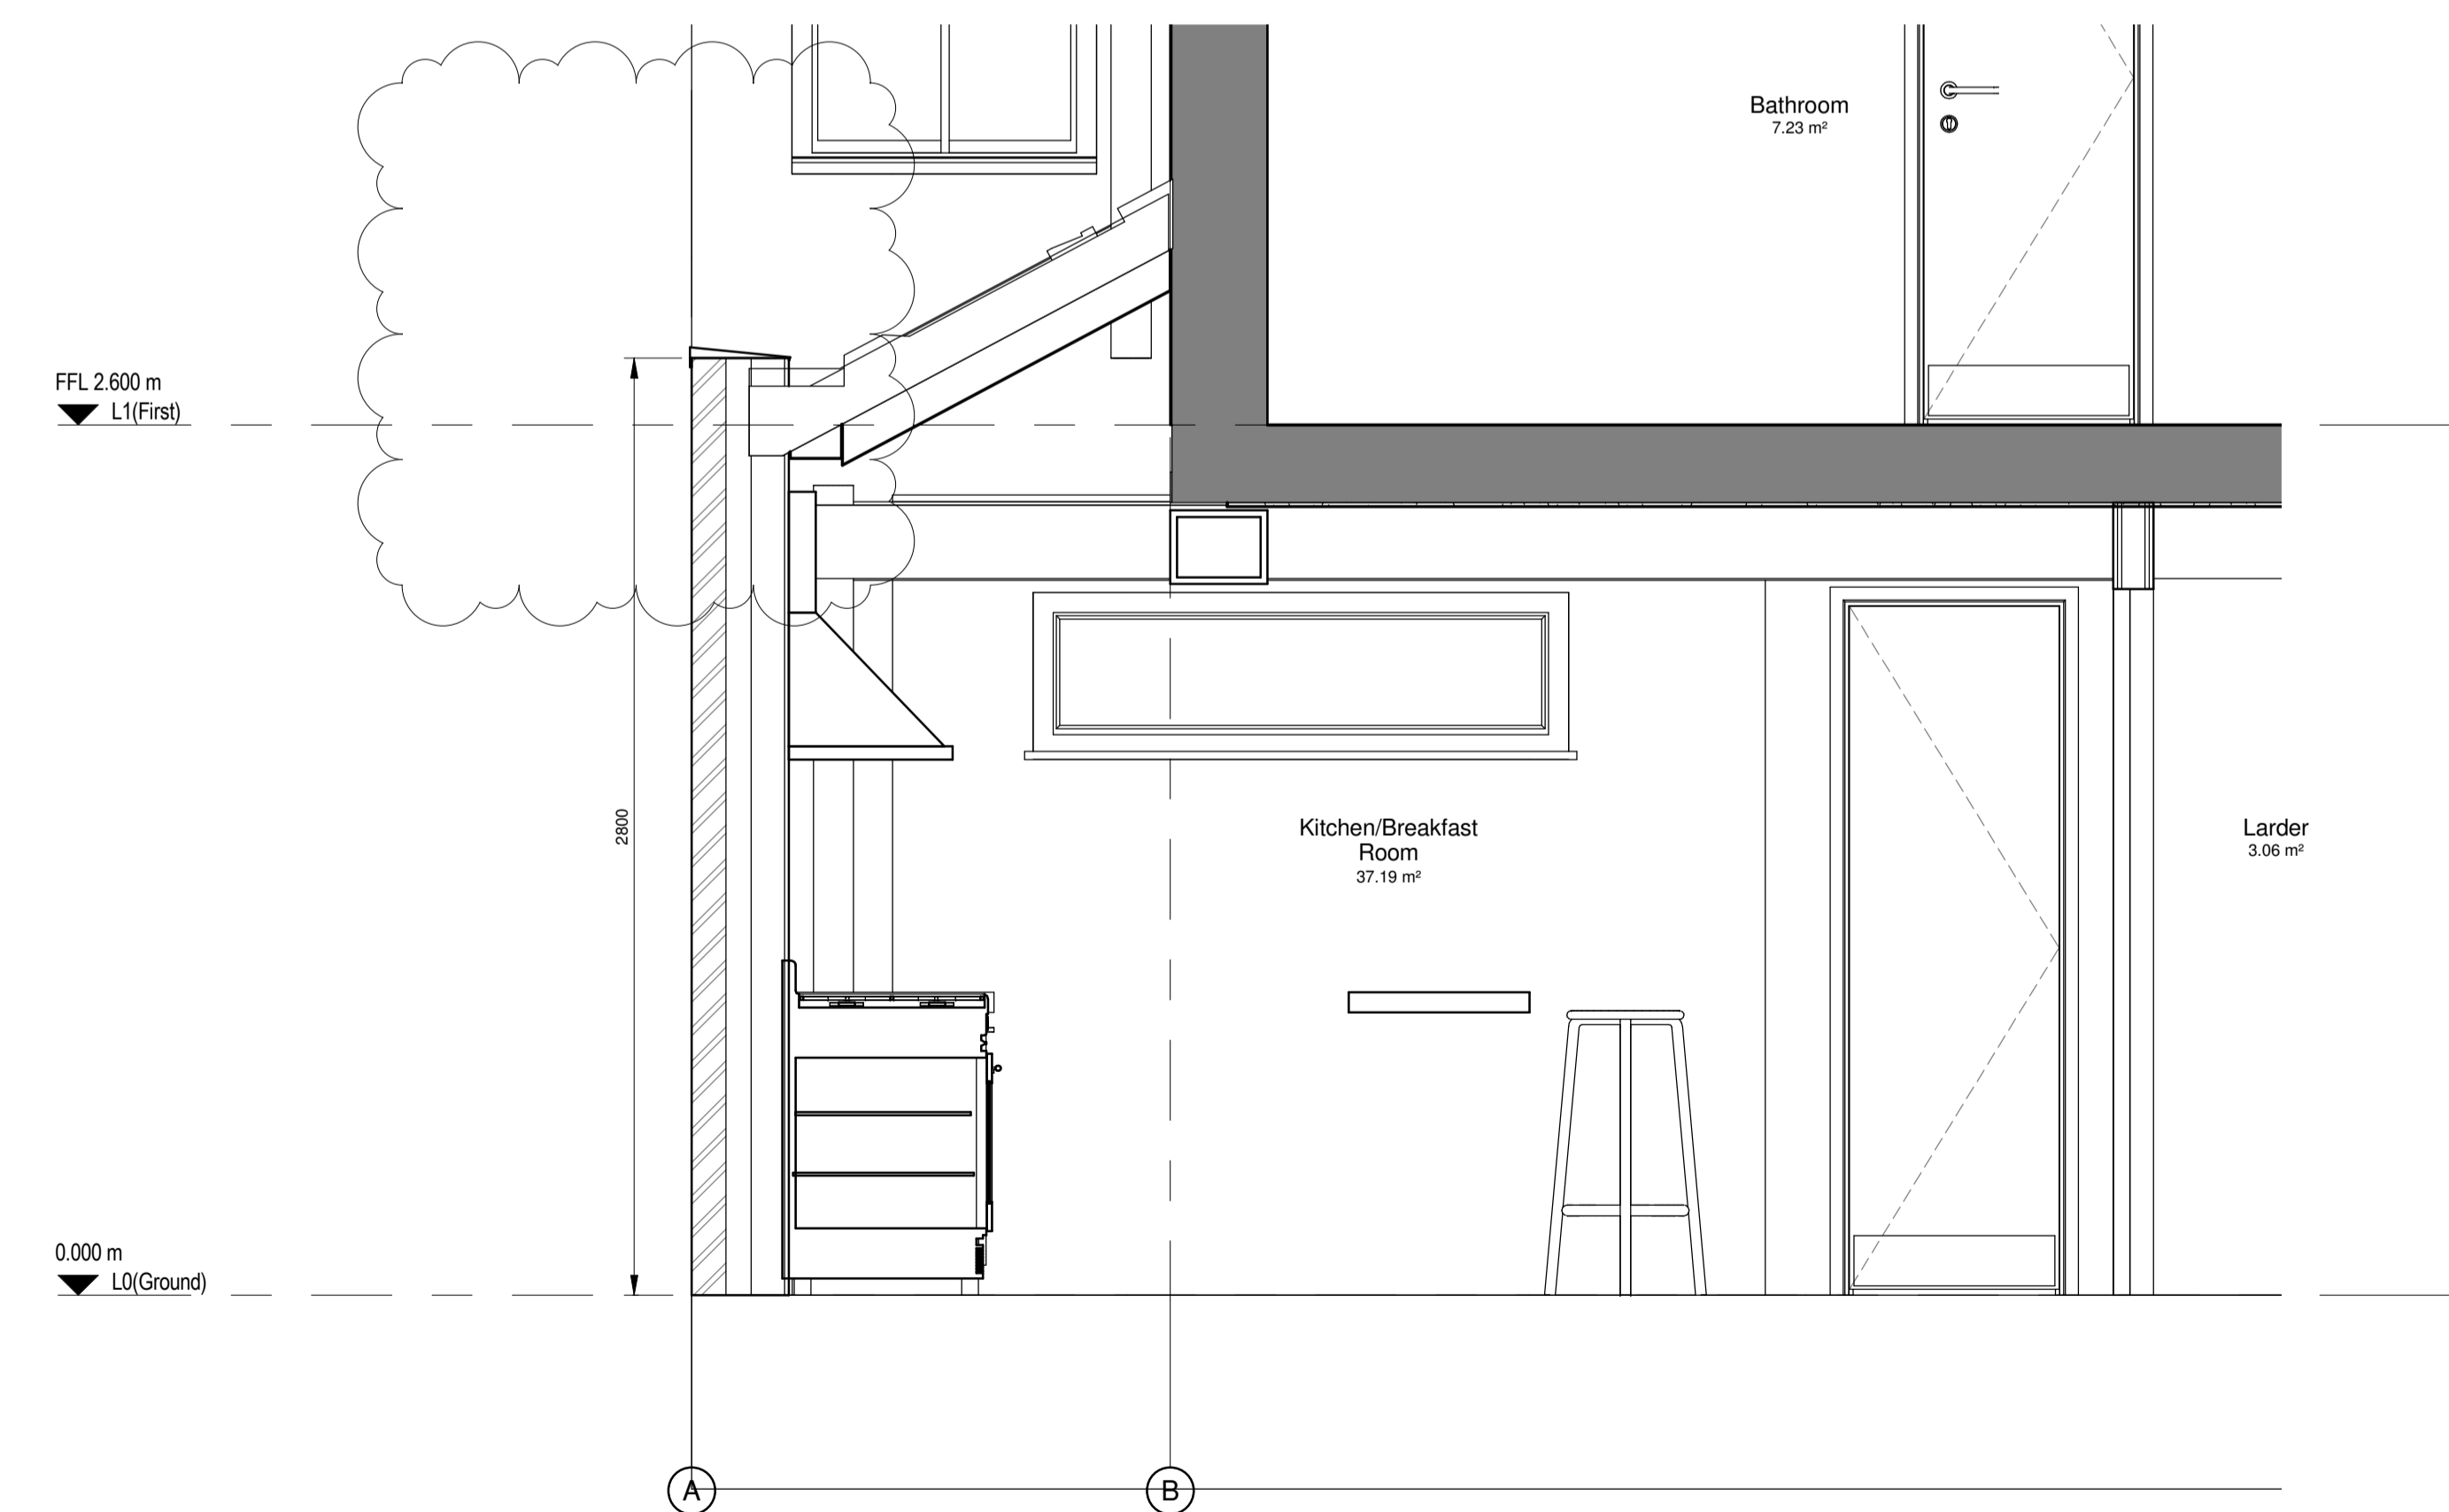 Bathroom
7.23 m²
FFL 2.600 m
L1(First)
2800
Kitchen/Breakfast
Room
37.19 m²
Larder
3.06 m²
0.000 m
L0(Ground)
A
B